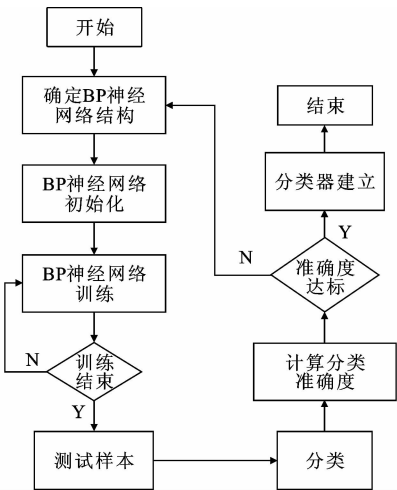 开始
确定BP神经
网络结构
BP神经网络
初始化
BP神经网络
训练
N
训练
结束
Y
测试样本
分类
计算分类
准确度
N
准确度
达标
Y
分类器建立
结束